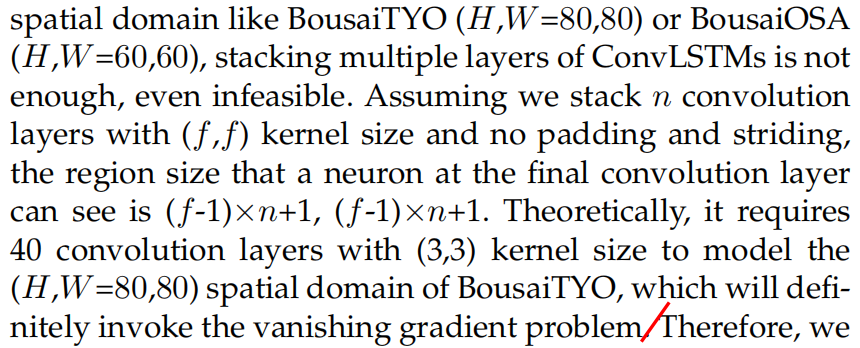 spatial domain like BousaiTYO (H,W=80,80) or BousaiOSA
(H,W=60,60), stacking multiple layers of ConvLSTMs is not
enough, even infeasible. Assuming we stack n convolution
layers with (f,f) kernel size and no padding and striding,
the region size that a neuron at the final convolution layer
can see is (f-1)×n+1, (f-1)×n+1. Theoretically, it requires
40 convolution layers with (3,3) kernel size to model the
(H,W=80,80) spatial domain of BousaiTYO, which will defi-
nitely invoke the vanishing gradient problem. Therefore, we